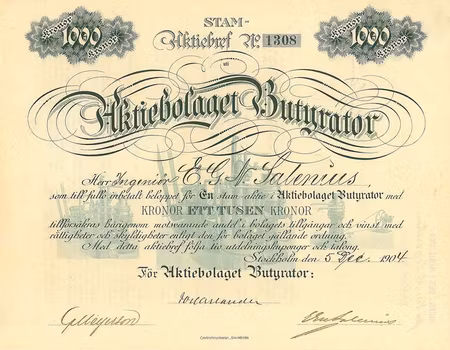 STAM-
1000 KRONOR
Aktiebref No. 1308
1000 KRONOR
till
Aktiebolaget Butyrator
Herr Ingeniör E. G. N. Salenius,
som till fullo inbetalt beloppet för En stam-aktie i Aktiebolaget Butyrator med
KRONOR ETTUSEN KRONOR
tillförsäkras härigenom motsvarande andel i bolagets tillgångar och vinst med
rättigheter och skyldigheter enligt den för bolaget gällande ordning.
Med detta aktiebref följa tio utdelningskuponger och talong.
Stockholm den 5 Dec. 1904
För Aktiebolaget Butyrator: